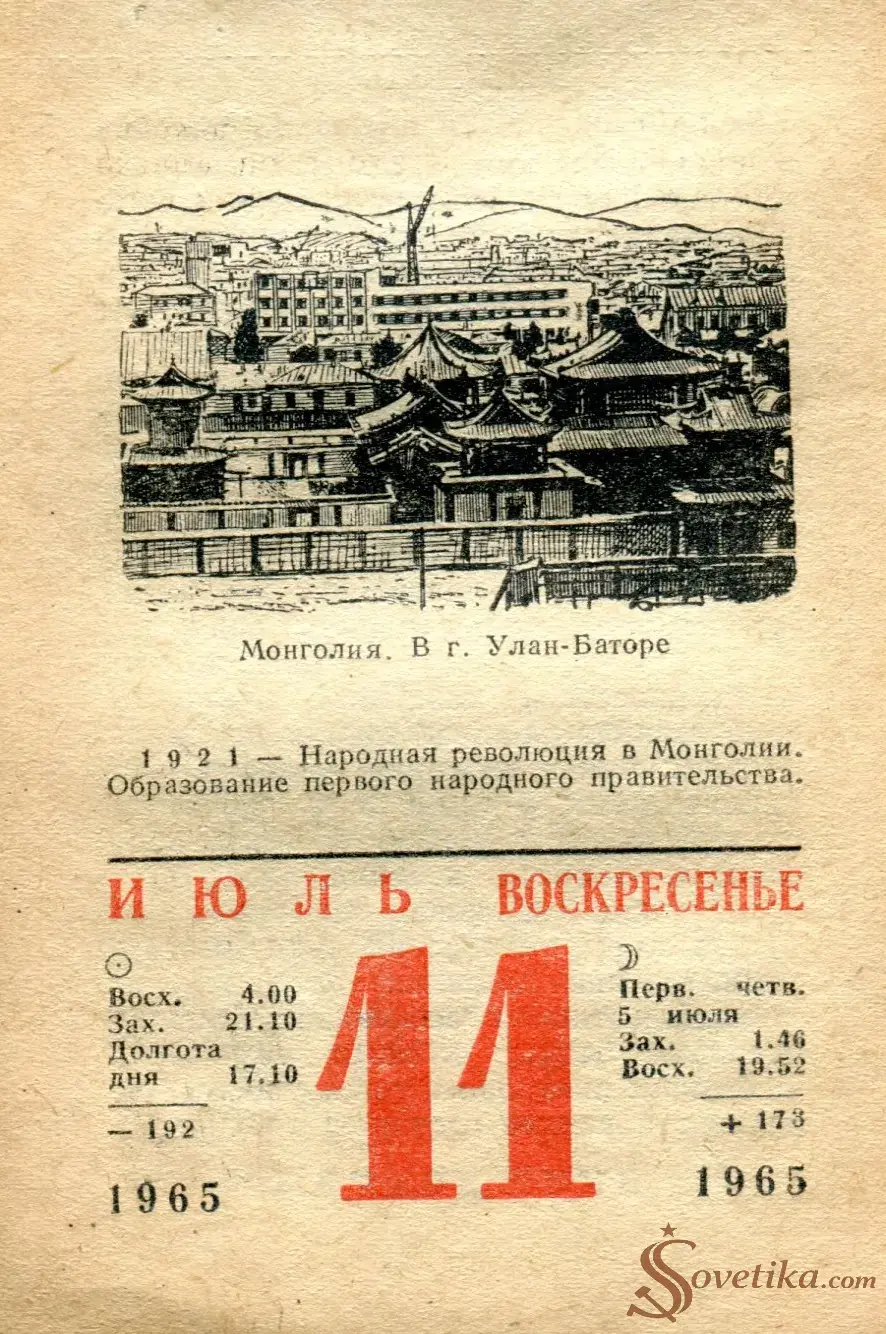 Монголия. В г. Улан-Баторе
1921 — Народная революция в Монголии.
Образование первого народного правительства.
ИЮЛЬ ВОСКРЕСЕНЬЕ
11
Восх. 4.00
Зах. 21.10
Долгота
дня 17.10
— 192
1965
Перв. четв.
5 июля
Зах. 1.46
Восх. 19.52
+ 173
1965
Sovetika.com